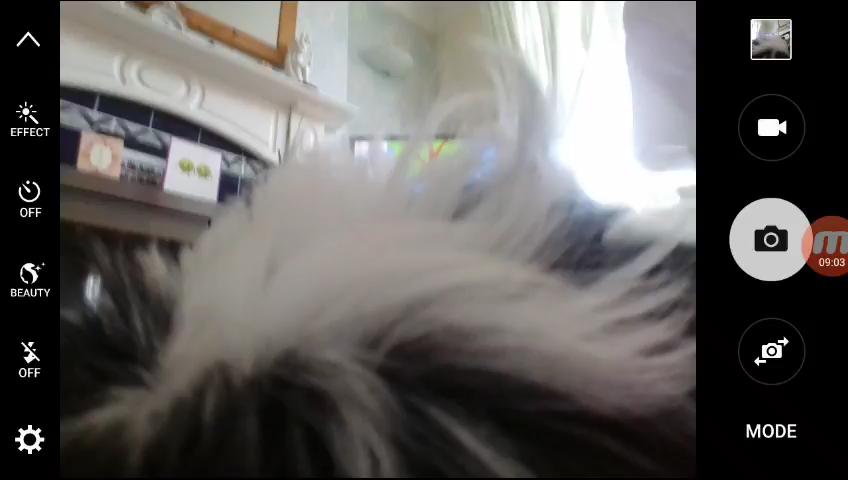 EFFECT
OFF
BEAUTY
OFF
09:03
MODE